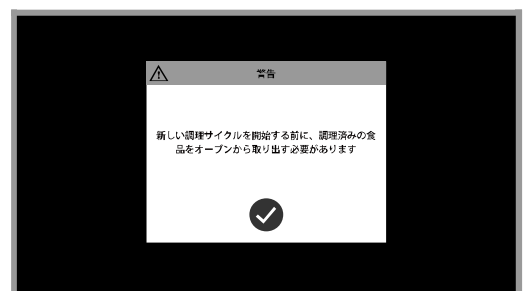 警告
新しい調理サイクルを開始する前に、調理済みの食
品をオーブンから取り出す必要があります